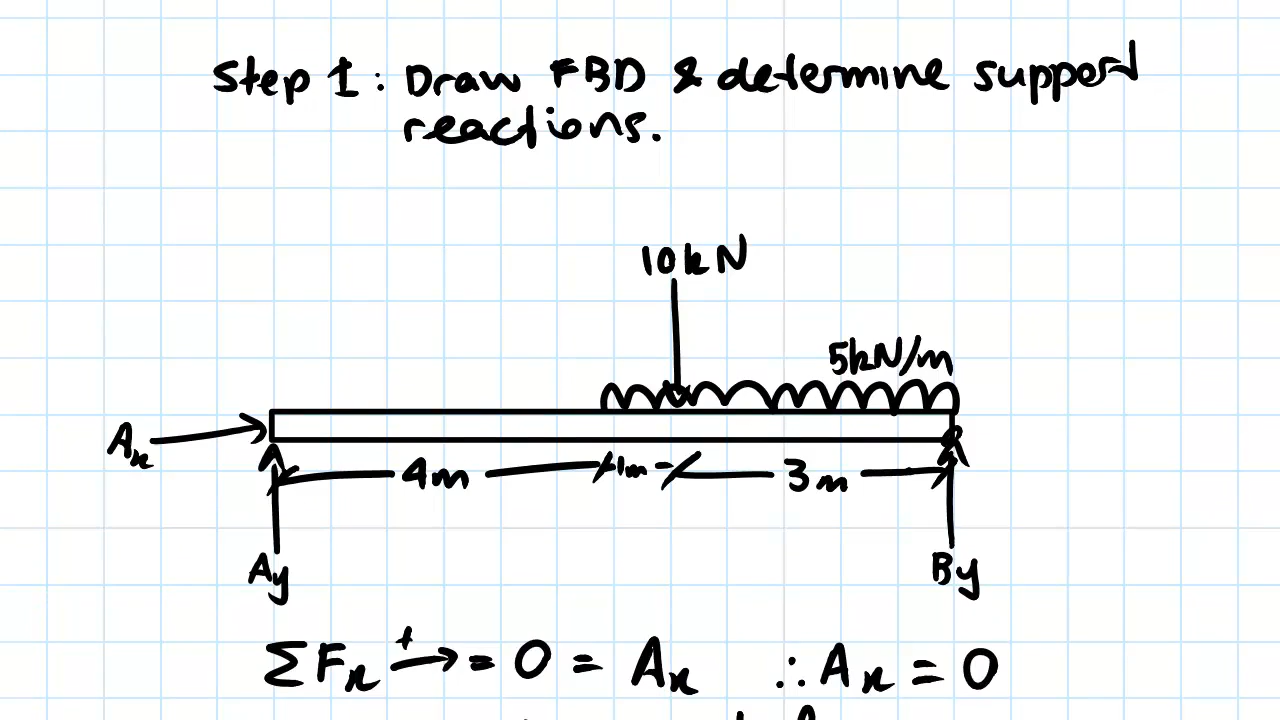 Step 1: Draw FBD & determine support
reactions.
10kN
5kN/m
Ax
4m
1m
3m
Ay
By
ΣFx + → = 0 = Ax ∴ Ax = 0